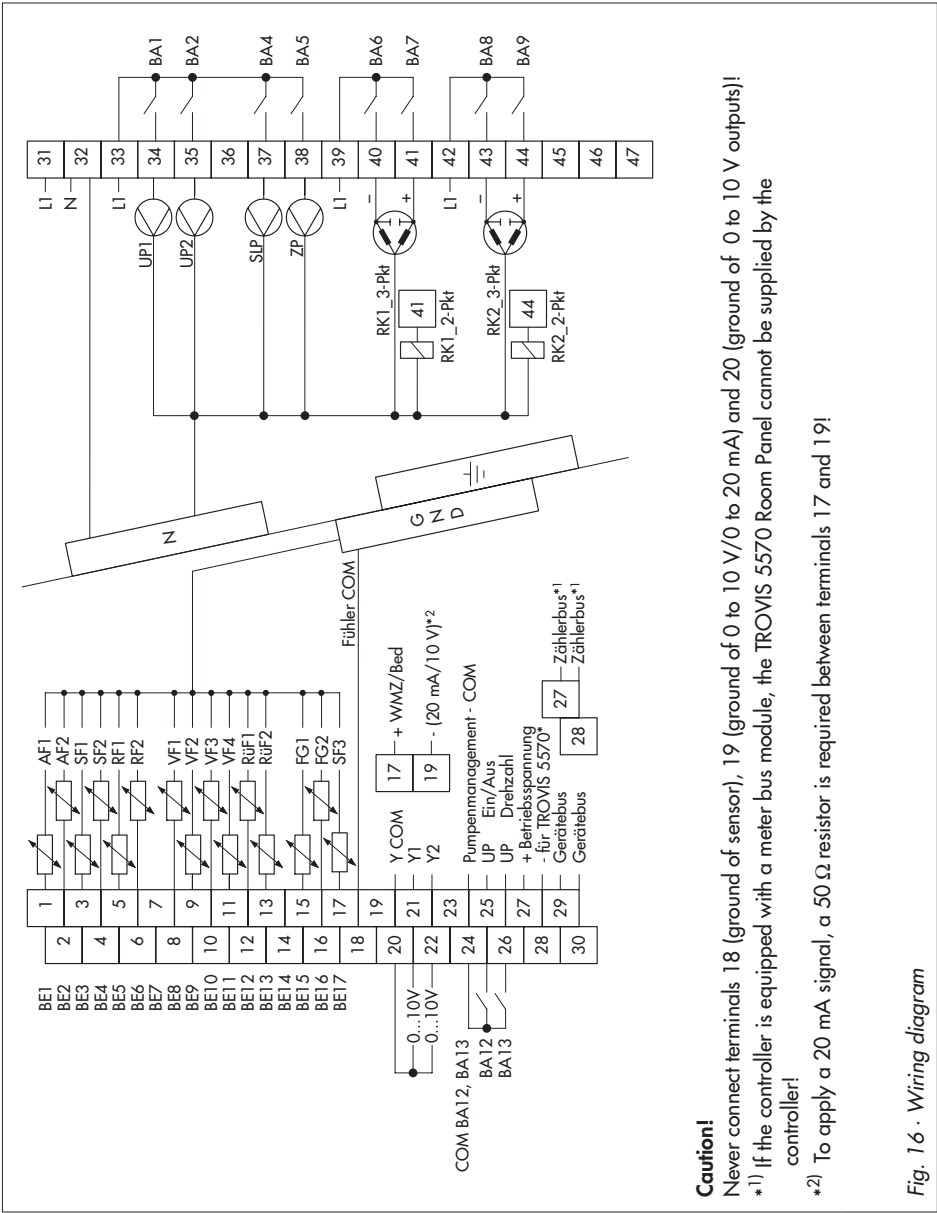 31
32
33
34
35
36
37
38
39
40
41
42
43
44
45
46
47
L1
N
L1
L1
L1
BA1
BA2
BA4
BA5
BA6
BA7
BA8
BA9
UP1
UP2
SLP
ZP
–
+
RK1_3-Pkt
41
RK1_2-Pkt
–
+
RK2_3-Pkt
44
RK2_2-Pkt
N
G
N
D
Fühler COM
AF1
AF2
SF1
SF2
RF1
RF2
VF1
VF2
VF3
VF4
RüF1
RüF2
FG1
FG2
SF3
Y COM
Y1
Y2
17 + WMZ/Bed
19 - (20 mA/10 V)*2
Pumpenmanagement - COM
UP Ein/Aus
UP Drehzahl
+ Betriebsspannung
- für TROVIS 5570*
Gerätebus
Gerätebus
27 Zählerbus*1
28 Zählerbus*1
1
2
3
4
5
6
7
8
9
10
11
12
13
14
15
16
17
18
19
20
21
22
23
24
25
26
27
28
29
30
BE1
BE2
BE3
BE4
BE5
BE6
BE7
BE8
BE9
BE10
BE11
BE12
BE13
BE14
BE15
BE16
BE17
0...10V
0...10V
COM BA12, BA13
BA12
BA13
Caution!
Never connect terminals 18 (ground of sensor), 19 (ground of 0 to 10 V/0 to 20 mA) and 20 (ground of 0 to 10 V outputs)!
*1) If the controller is equipped with a meter bus module, the TROVIS 5570 Room Panel cannot be supplied by the
controller!
*2) To apply a 20 mA signal, a 50 Ω resistor is required between terminals 17 and 19!
Fig. 16 · Wiring diagram